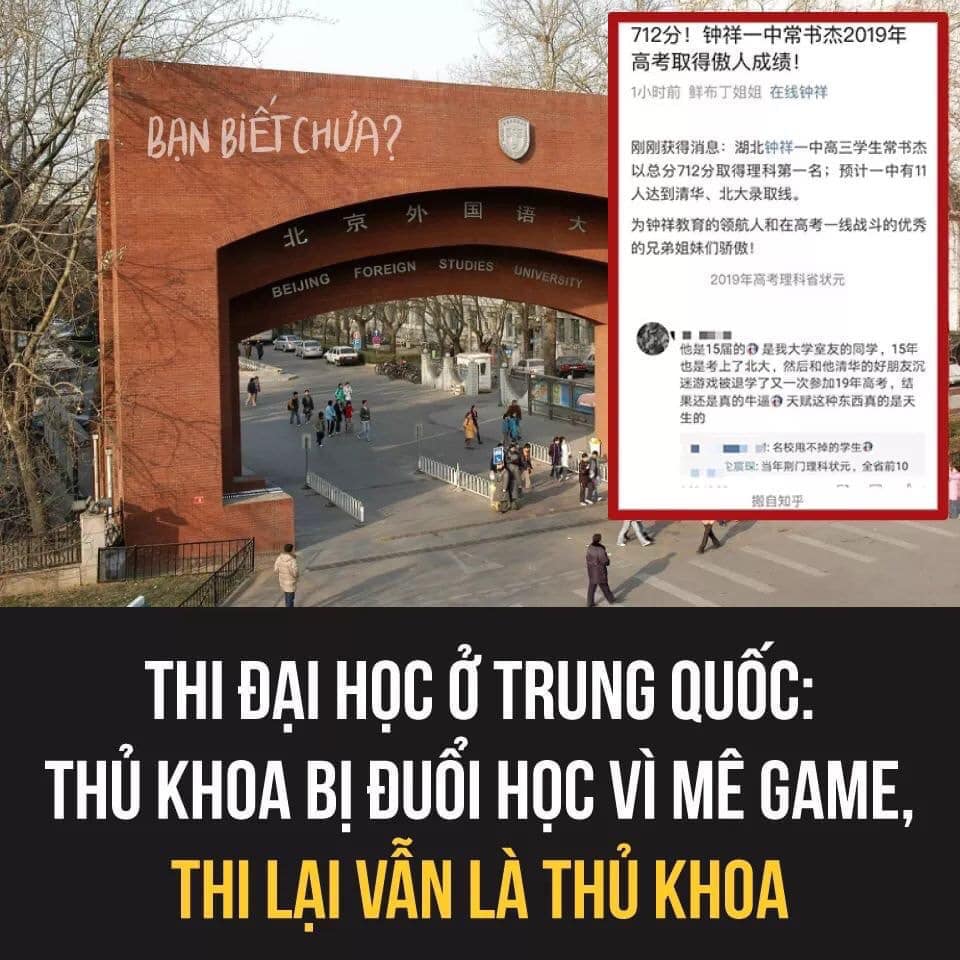 BẠN BIẾT CHƯA?
北京外国语大
BEIJING FOREIGN STUDIES UNIVERSITY
712分！钟祥一中常书杰2019年
高考取得傲人成绩！
1小时前 鲜布丁姐姐 在线钟祥
刚刚获得消息：湖北钟祥一中高三学生常书杰
以总分712分取得理科第一名；预计一中有11
人达到清华、北大录取线。
为钟祥教育的领航人和在高考一线战斗的优秀
的兄弟姐妹们骄傲！
2019年高考理科省状元
他是15届的 是我大学室友的同学，15年
也是考上了北大，然后和他清华的好朋友沉
迷游戏被退学了又一次参加19年高考，结
果还是真的牛逼 天赋这种东西真的是天
生的
: 名校甩不掉的学生
宸琛: 当年荆门理科状元，全省前10
搬自知乎
THI ĐẠI HỌC Ở TRUNG QUỐC:
THỦ KHOA BỊ ĐUỔI HỌC VÌ MÊ GAME,
THI LẠI VẪN LÀ THỦ KHOA